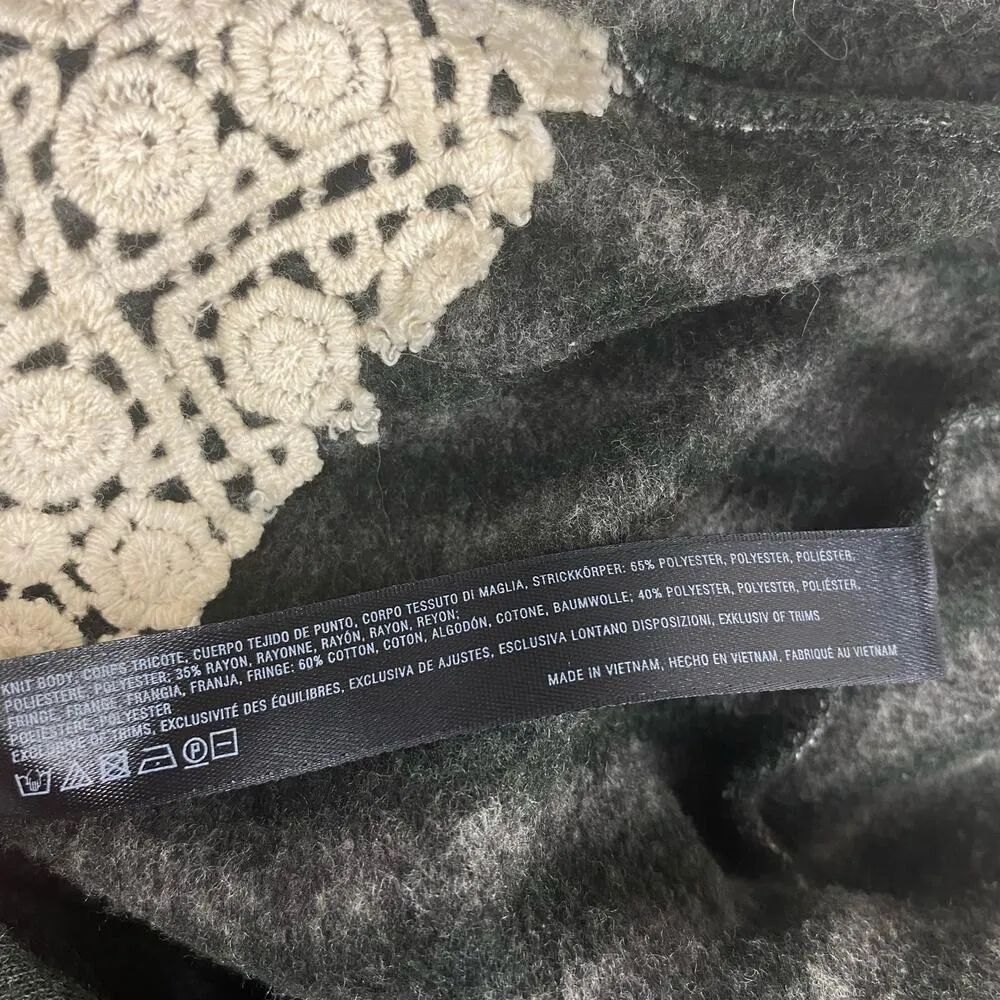 KNIT BODY, CORPS TRICOTE, CUERPO TEJIDO DE PUNTO, CORPO TESSUTO DI MAGLIA, STRICKKÖRPER: 65% POLYESTER, POLYESTER, POLIÉSTER,
POLIESTERE, POLYESTER; 35% RAYON, RAYONNE, RAYÓN, RAYON, REYON;
FRINGE, FRANGE, FRANGIA, FRANJA, FRINGE: 60% COTTON, COTON, ALGODÓN, COTONE, BAUMWOLLE; 40% POLYESTER, POLYESTER, POLIÉSTER,
POLIESTERE, POLYESTER
EXCLUSIVE OF TRIMS, EXCLUSIVITÉ DES ÉQUILIBRES, EXCLUSIVA DE AJUSTES, ESCLUSIVA LONTANO DISPOSIZIONI, EXKLUSIV OF TRIMS
MADE IN VIETNAM, HECHO EN VIETNAM, FABRIQUÉ AU VIETNAM
P